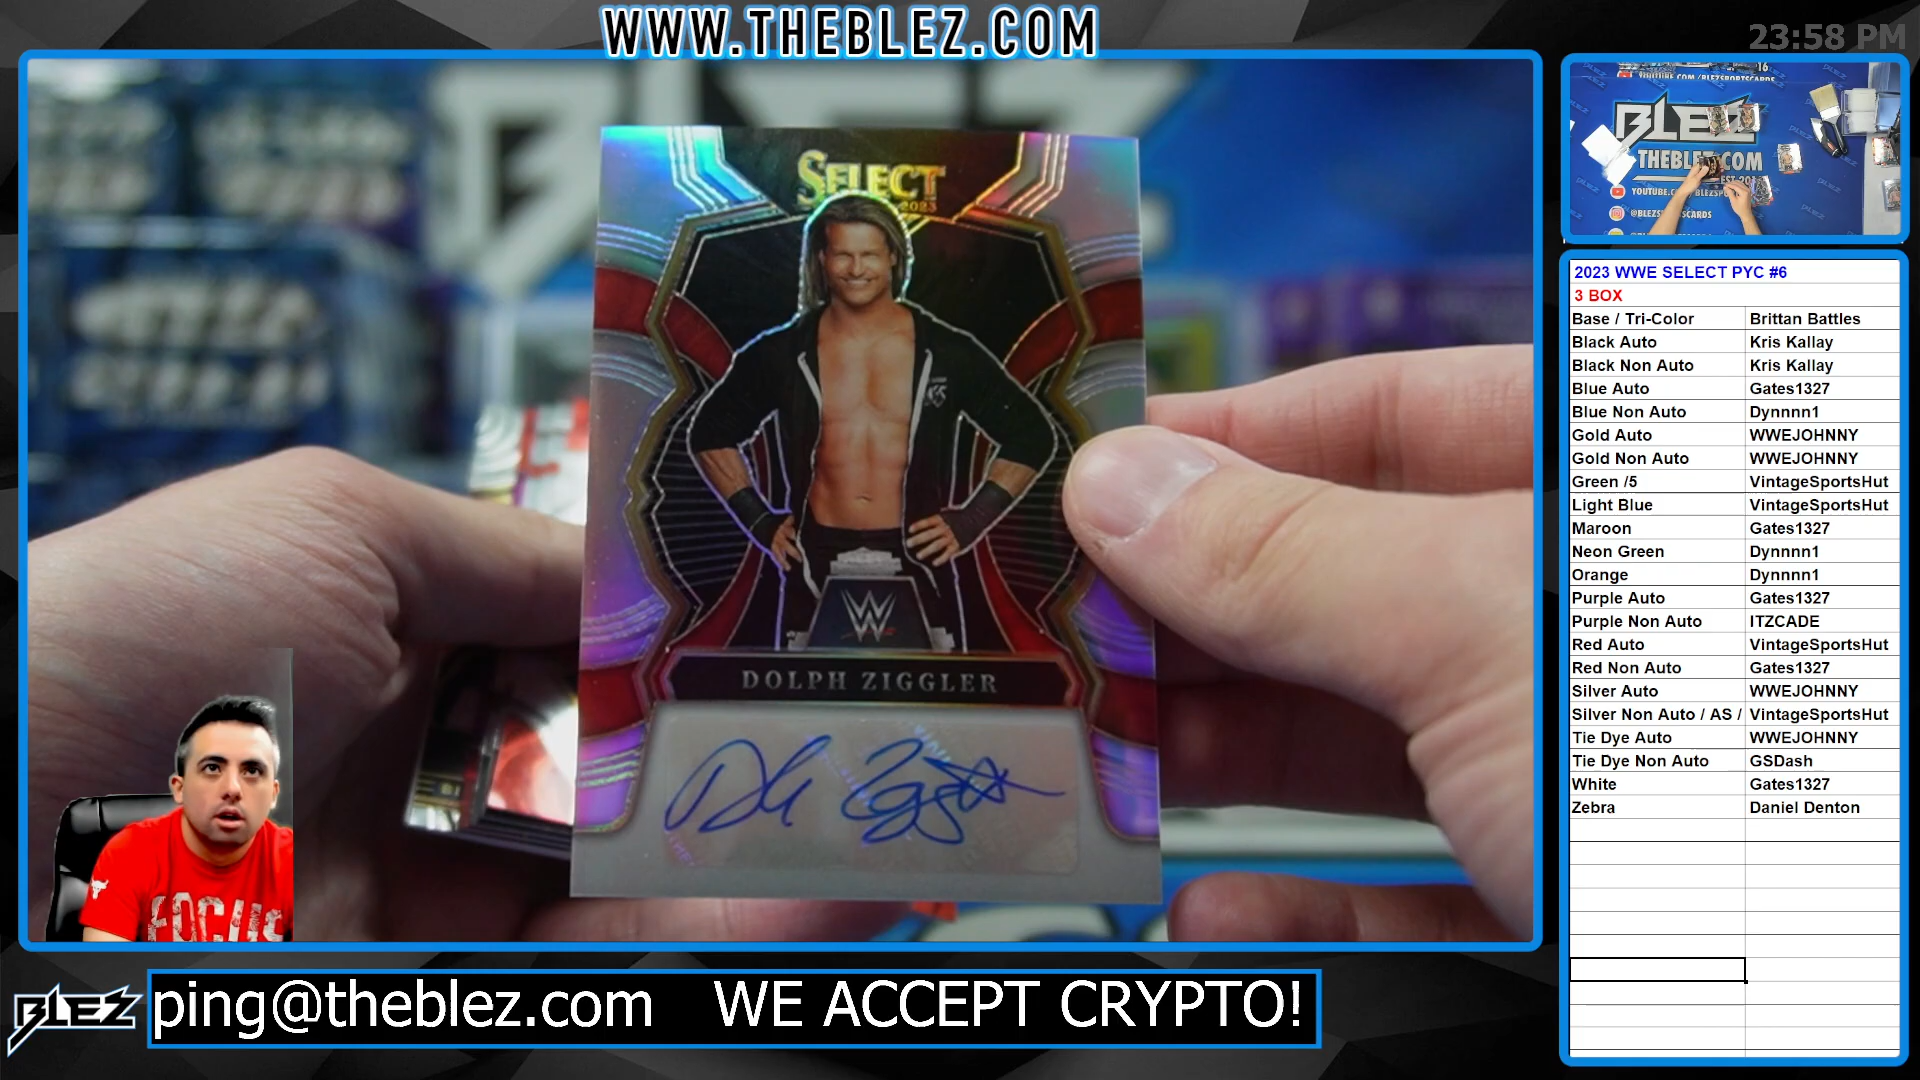 WWW.THEBLEZ.COM
23:58 PM
SELECT
2023
DOLPH ZIGGLER
FOCUS
BLEZ
THEBLEZ.COM
@BLEZ
2023 WWE SELECT PYC #6
3 BOX
Base / Tri-Color Brittan Battles
Black Auto Kris Kallay
Black Non Auto Kris Kallay
Blue Auto Gates1327
Blue Non Auto Dynnnn1
Gold Auto WWEJOHNNY
Gold Non Auto WWEJOHNNY
Green /5 VintageSportsHut
Light Blue VintageSportsHut
Maroon Gates1327
Neon Green Dynnnn1
Orange Dynnnn1
Purple Auto Gates1327
Purple Non Auto ITZCADE
Red Auto VintageSportsHut
Red Non Auto Gates1327
Silver Auto WWEJOHNNY
Silver Non Auto / AS / VintageSportsHut
Tie Dye Auto WWEJOHNNY
Tie Dye Non Auto GSDash
White Gates1327
Zebra Daniel Denton
BLEZ
ping@theblez.com WE ACCEPT CRYPTO!